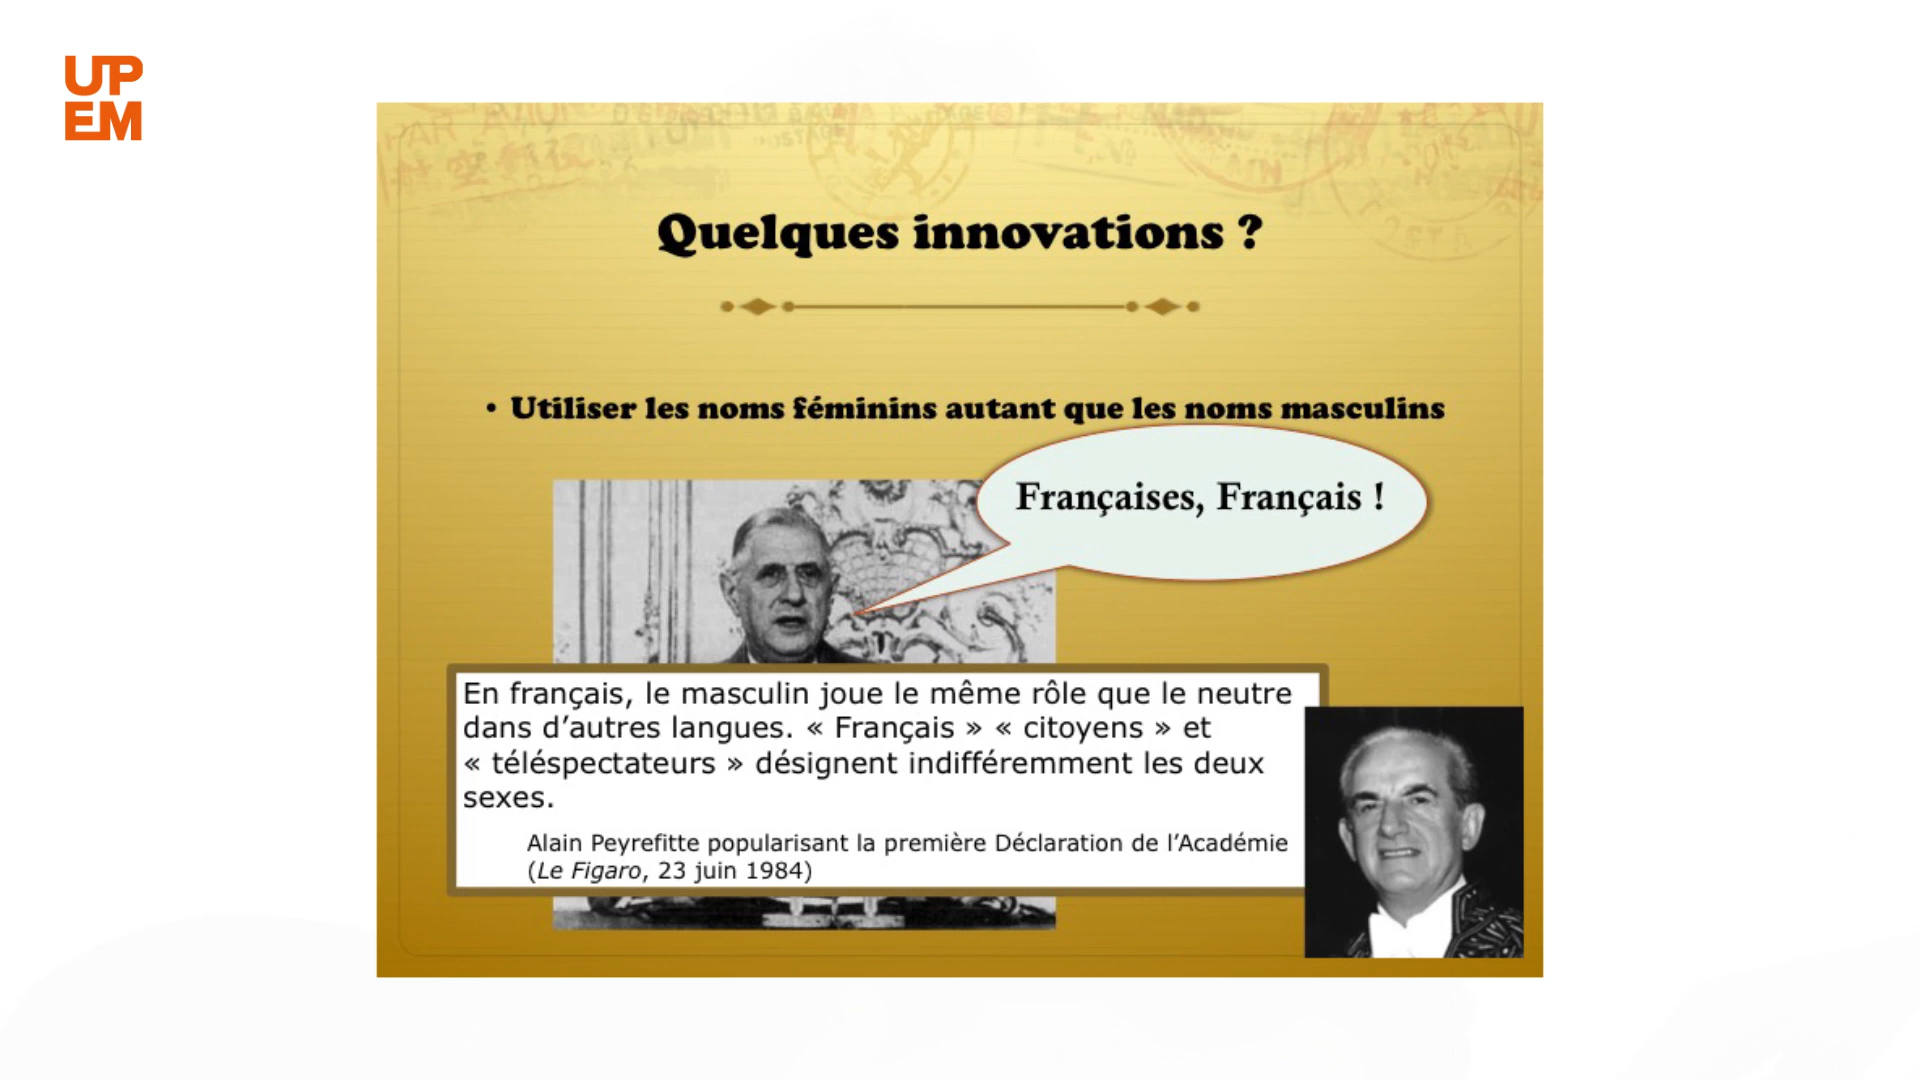 UP
EM
PAR AVION
Quelques innovations ?
• Utiliser les noms féminins autant que les noms masculins
Françaises, Français !
En français, le masculin joue le même rôle que le neutre
dans d’autres langues. « Français » « citoyens » et
« téléspectateurs » désignent indifféremment les deux
sexes.
Alain Peyrefitte popularisant la première Déclaration de l’Académie
(Le Figaro, 23 juin 1984)